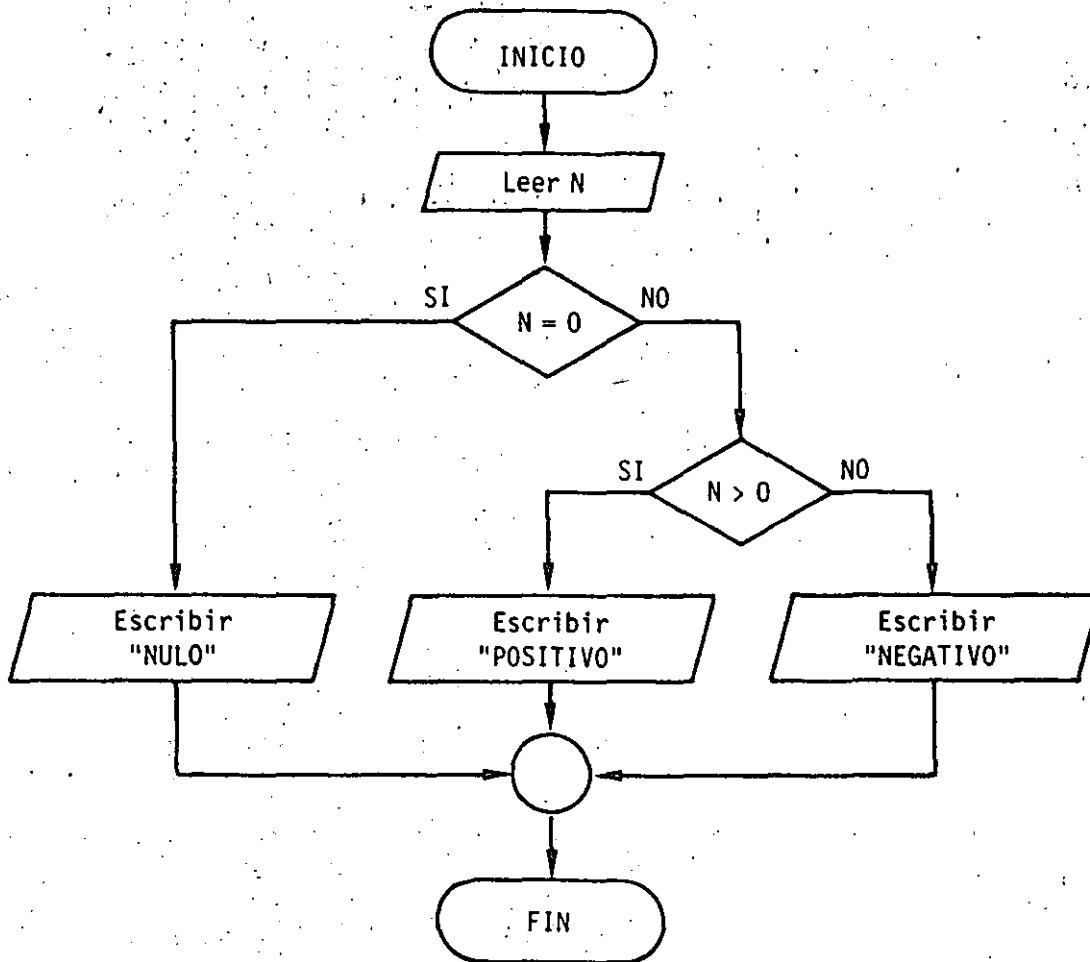 INICIO
Leer N
SI
NO
N = 0
SI
NO
N > 0
Escribir
"NULO"
Escribir
"POSITIVO"
Escribir
"NEGATIVO"
FIN